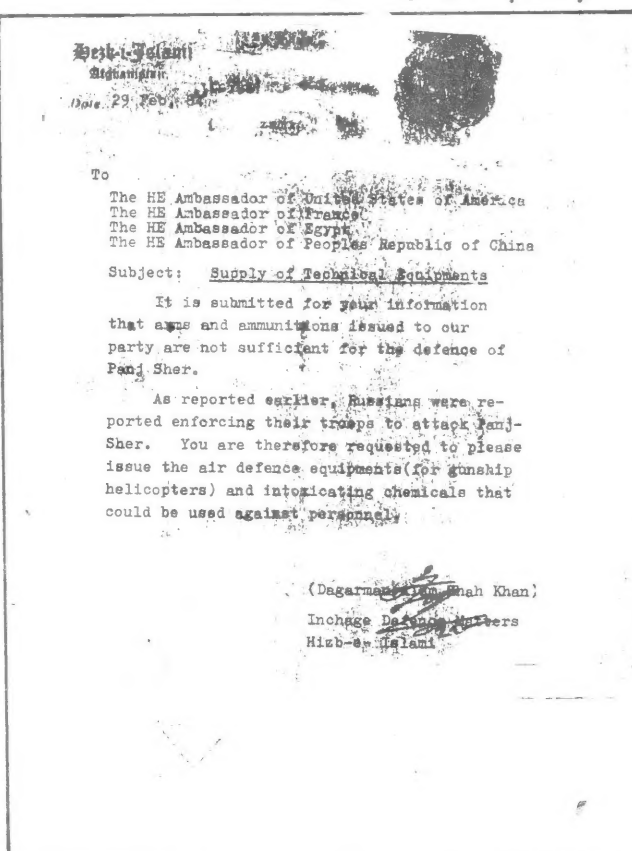 Hezb-i-Islami
Afghanistan
Date 29 Feb, 84
To
The HE Ambassador of United States of America
The HE Ambassador of France
The HE Ambassador of Egypt
The HE Ambassador of Peoples Republic of China
Subject: Supply of Technical Equipments
It is submitted for your information
that arms and ammunitions issued to our
party are not sufficient for the defence of
Panj Sher.
As reported earlier, Russians were re-
ported enforcing their troops to attack Panj-
Sher. You are therefore requested to please
issue the air defence equipments(for gunship
helicopters) and intoxicating chemicals that
could be used against personnel.
(Dagarman Shah Khan)
Inchage Defence Matters
Hizb-e- Islami